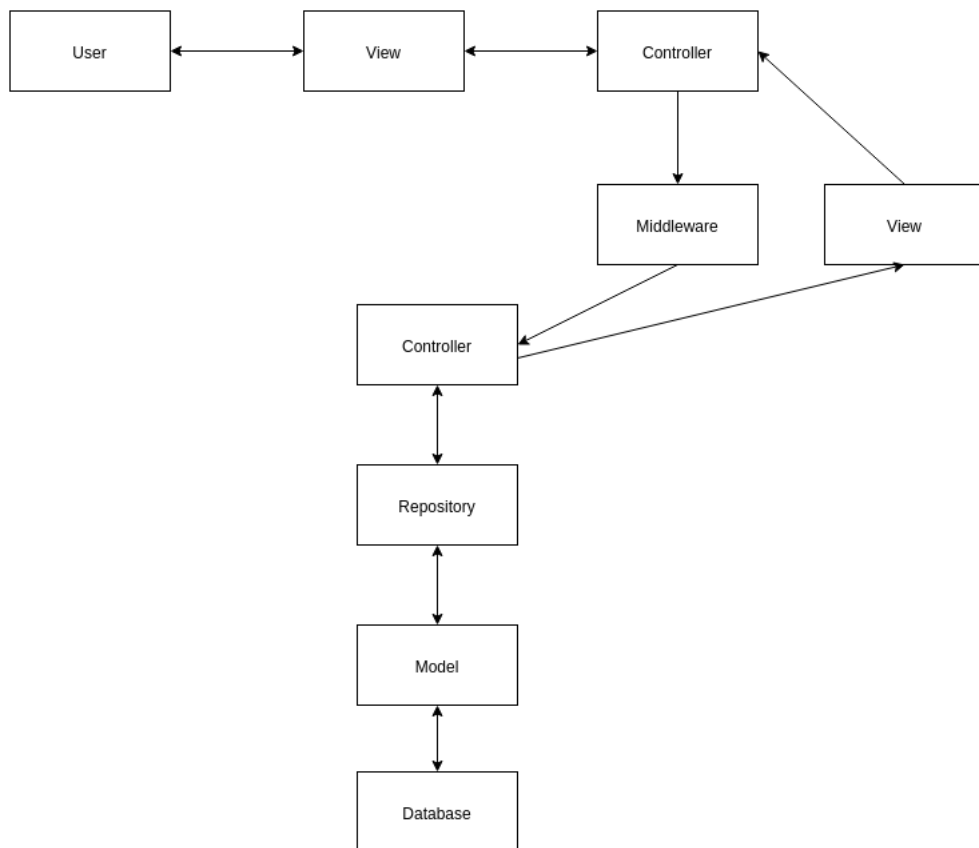 User
View
Controller
Middleware
View
Controller
Repository
Model
Database